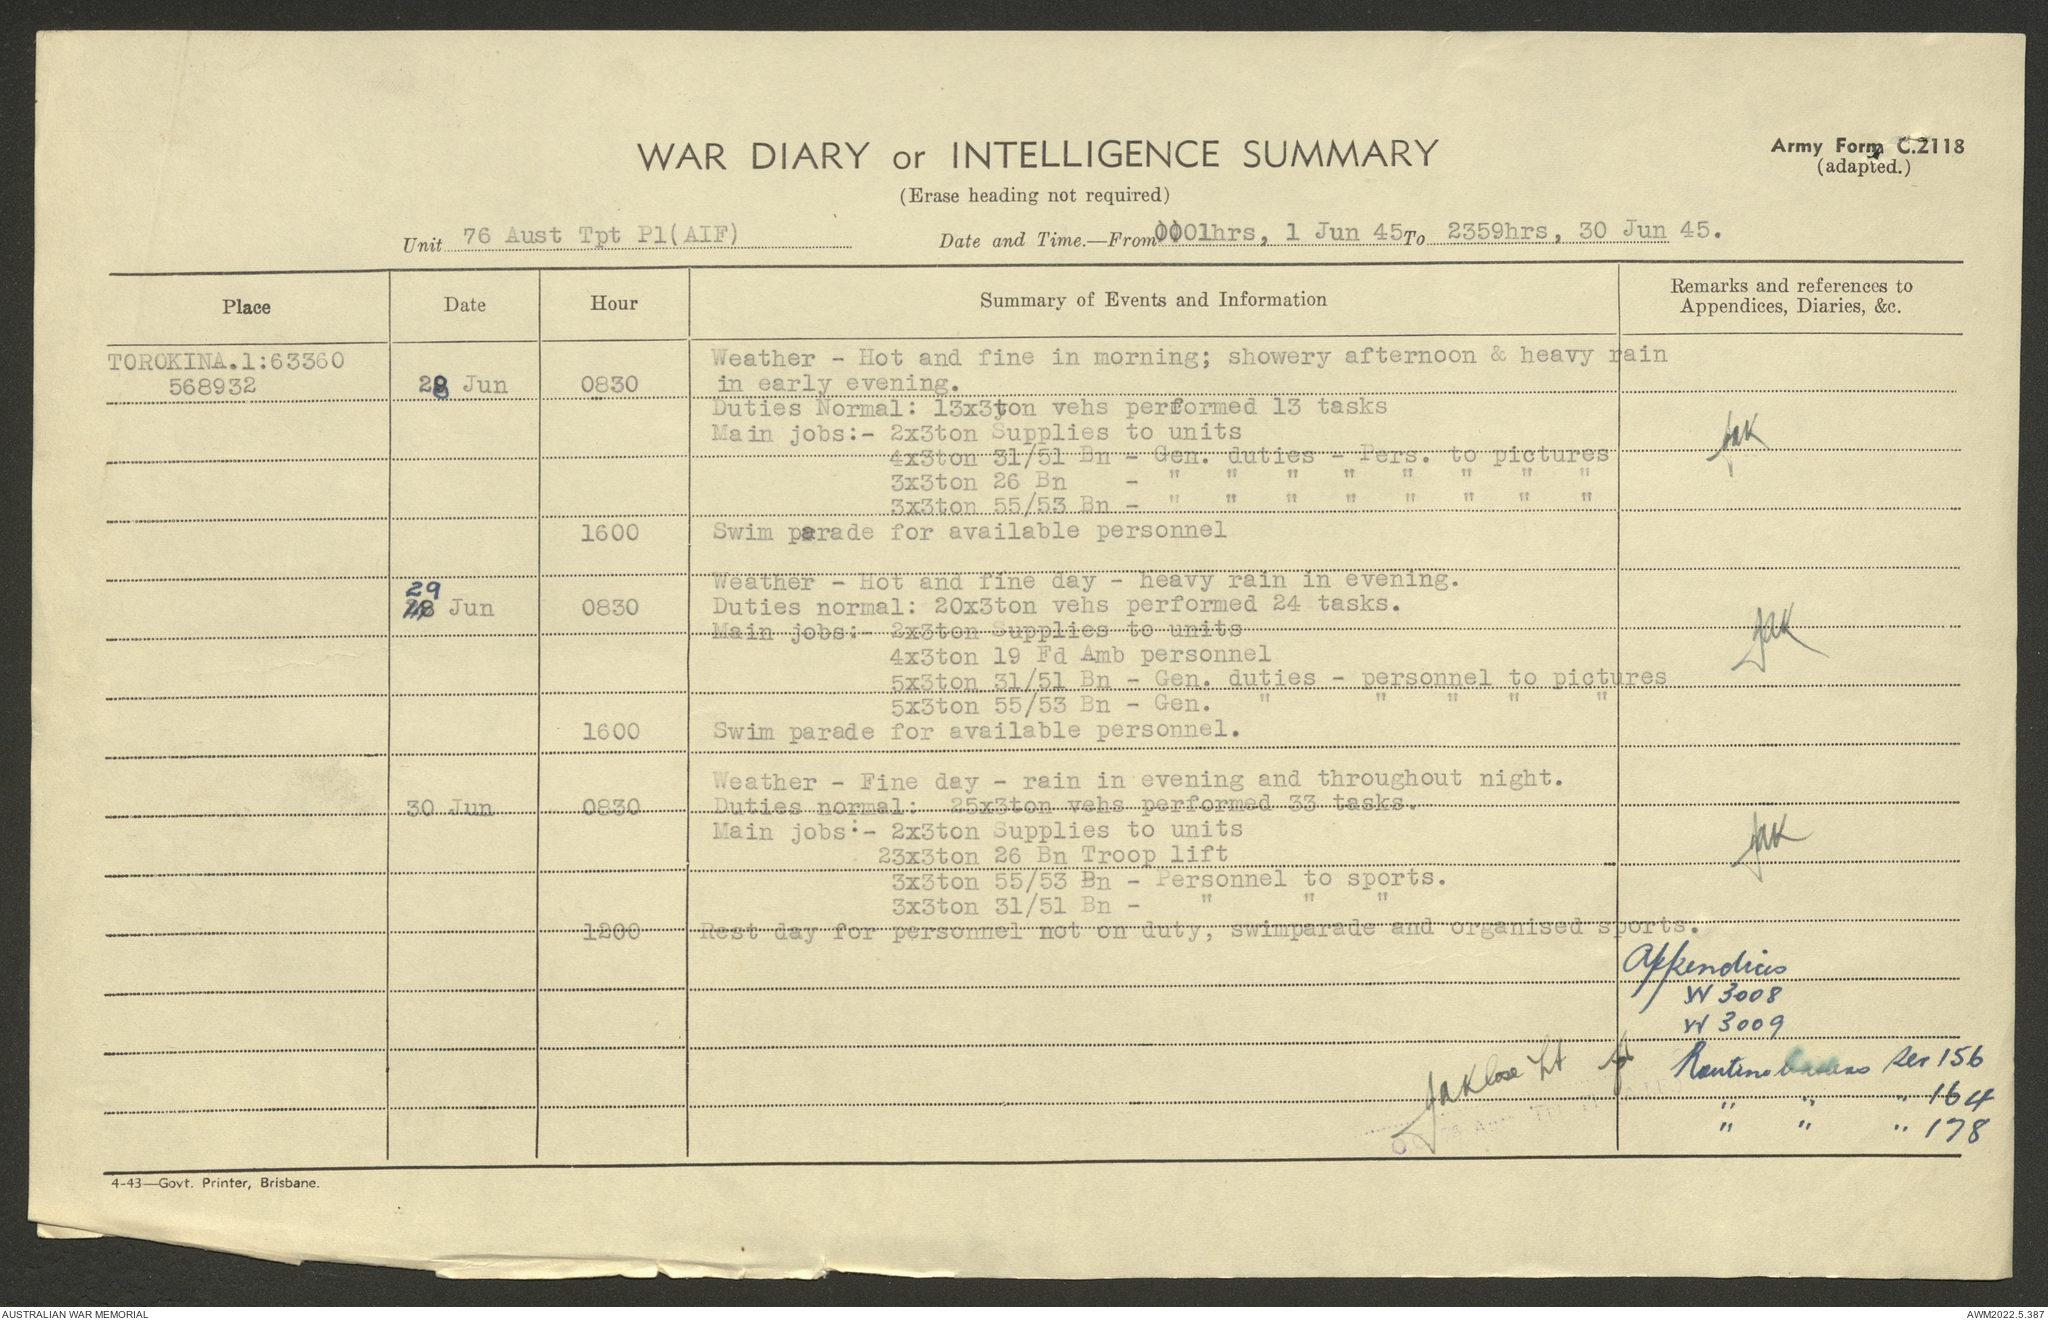 WAR DIARY or INTELLIGENCE SUMMARY
(Erase heading not required)
Army Form C.2118
(adapted.)
Unit 76 Aust Tpt Pl(AIF) Date and Time.—From 0001hrs, 1 Jun 45 To 2359hrs, 30 Jun 45.
Place Date Hour Summary of Events and Information Remarks and references to Appendices, Diaries, &c.
TOROKINA.1:63360 Weather - Hot and fine in morning; showery afternoon & heavy rain
568932 28 Jun 0830 in early evening.
Duties Normal: 13x3ton vehs performed 13 tasks
Main jobs:- 2x3ton Supplies to units JAK
4x3ton 31/51 Bn - Gen. duties - Pers. to pictures
3x3ton 26 Bn - " " " " " " " "
3x3ton 55/53 Bn - " " " " " " " "
1600 Swim parade for available personnel
Weather - Hot and fine day - heavy rain in evening.
29 Jun 0830 Duties normal: 20x3ton vehs performed 24 tasks.
Main jobs:- 2x3ton Supplies to units JAK
4x3ton 19 Fd Amb personnel
5x3ton 31/51 Bn - Gen. duties - personnel to pictures
5x3ton 55/53 Bn - Gen. " " " " "
1600 Swim parade for available personnel.
Weather - Fine day - rain in evening and throughout night.
30 Jun 0830 Duties normal: 25x3ton vehs performed 33 tasks.
Main jobs:- 2x3ton Supplies to units JAK
23x3ton 26 Bn Troop lift
3x3ton 55/53 Bn - Personnel to sports.
3x3ton 31/51 Bn - " " "
1200 Rest day for personnel not on duty, swimparade and organised sports.
Appendices
W 3008
W 3009
Routine Orders Ser 156
" " " 164
" " " 178
JAKlose Lt
O.C. 76 Aust
4-43—Govt. Printer, Brisbane.
AUSTRALIAN WAR MEMORIAL
AWM2022.5.387